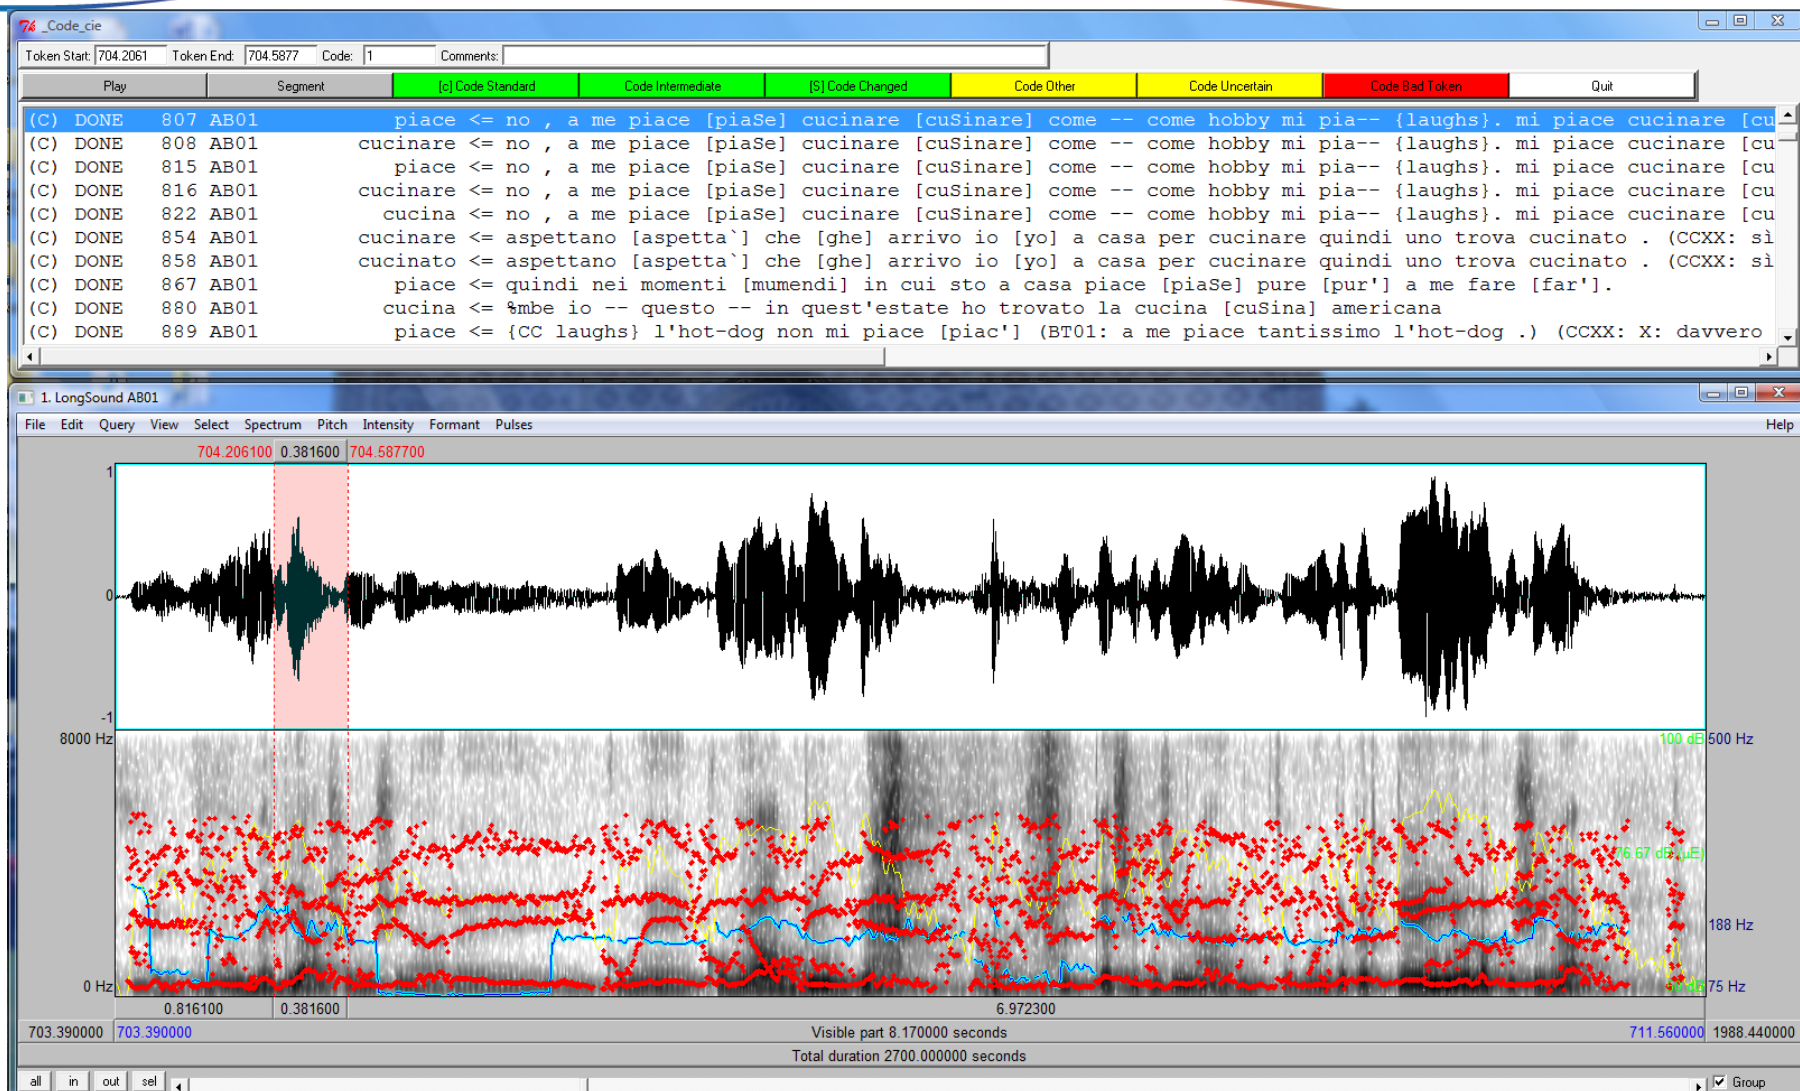 _Code_cie
Token Start: 704.2061 Token End: 704.5877 Code: 1 Comments:
Play Segment [c] Code Standard Code Intermediate [S] Code Changed Code Other Code Uncertain Code Bad Token Quit
(C) DONE 807 AB01 piace <= no , a me piace [piaSe] cucinare [cuSinare] come -- come hobby mi pia-- {laughs}. mi piace cucinare [cu
(C) DONE 808 AB01 cucinare <= no , a me piace [piaSe] cucinare [cuSinare] come -- come hobby mi pia-- {laughs}. mi piace cucinare [cu
(C) DONE 815 AB01 piace <= no , a me piace [piaSe] cucinare [cuSinare] come -- come hobby mi pia-- {laughs}. mi piace cucinare [cu
(C) DONE 816 AB01 cucinare <= no , a me piace [piaSe] cucinare [cuSinare] come -- come hobby mi pia-- {laughs}. mi piace cucinare [cu
(C) DONE 822 AB01 cucina <= no , a me piace [piaSe] cucinare [cuSinare] come -- come hobby mi pia-- {laughs}. mi piace cucinare [cu
(C) DONE 854 AB01 cucinare <= aspettano [aspetta`] che [ghe] arrivo io [yo] a casa per cucinare quindi uno trova cucinato . (CCXX: sì
(C) DONE 858 AB01 cucinato <= aspettano [aspetta`] che [ghe] arrivo io [yo] a casa per cucinare quindi uno trova cucinato . (CCXX: sì
(C) DONE 867 AB01 piace <= quindi nei momenti [mumendi] in cui sto a casa piace [piaSe] pure [pur'] a me fare [far'].
(C) DONE 880 AB01 cucina <= %mbe io -- questo -- in quest'estate ho trovato la cucina [cuSina] americana
(C) DONE 889 AB01 piace <= {CC laughs} l'hot-dog non mi piace [piac'] (BT01: a me piace tantissimo l'hot-dog .) (CCXX: X: davvero
1. LongSound AB01
File Edit Query View Select Spectrum Pitch Intensity Formant Pulses Help
704.206100 0.381600 704.587700
1
0
-1
8000 Hz 100 dB 500 Hz
76.67 dB (µE)
188 Hz
0 Hz 75 Hz
0.816100 0.381600 6.972300
703.390000 703.390000 Visible part 8.170000 seconds 711.560000 1988.440000
Total duration 2700.000000 seconds
all in out sel Group